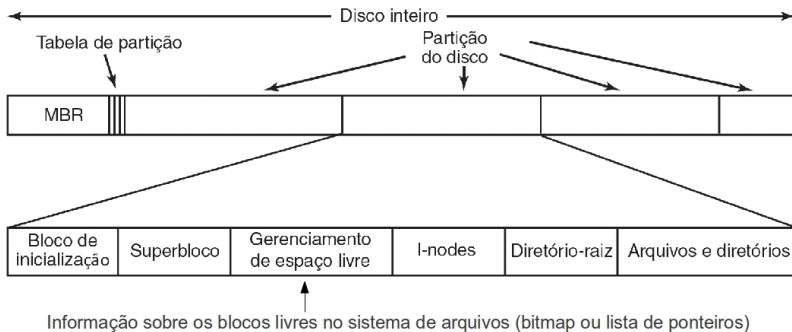 Disco inteiro
Tabela de partição
Partição
do disco
MBR
Bloco de
inicialização
Superbloco
Gerenciamento
de espaço livre
I-nodes
Diretório-raiz
Arquivos e diretórios
Informação sobre os blocos livres no sistema de arquivos (bitmap ou lista de ponteiros)